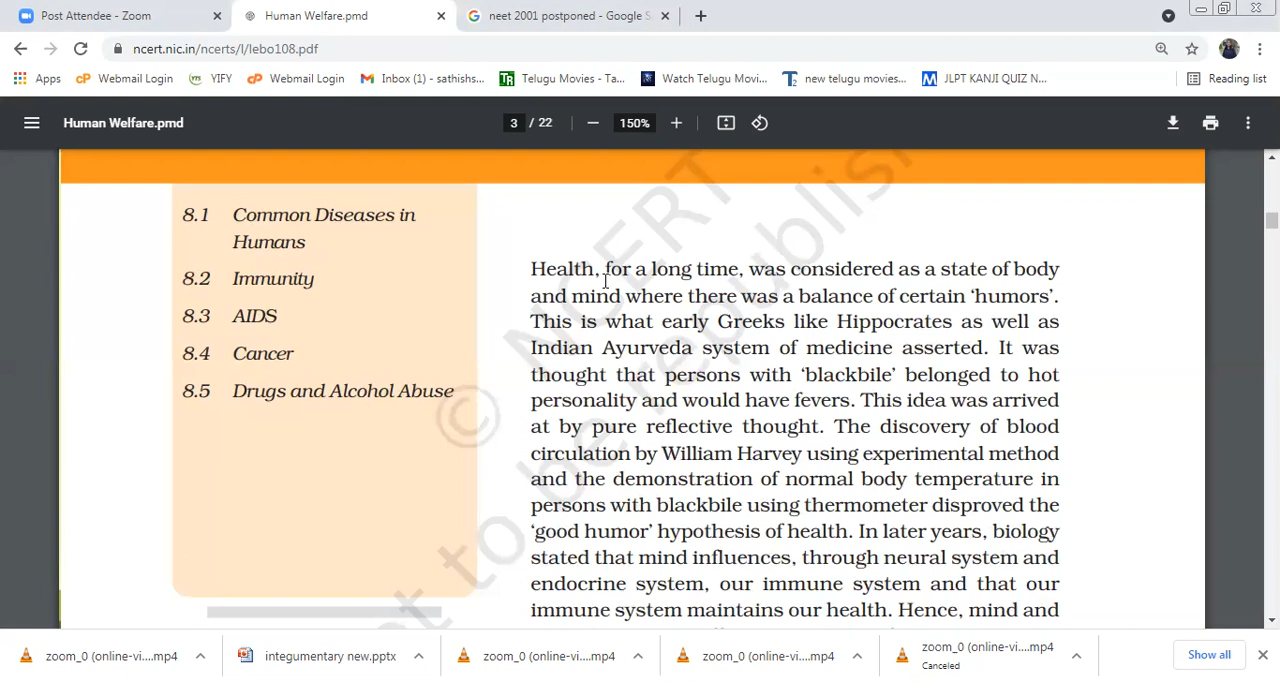 Post Attendee - Zoom
Human Welfare.pmd
neet 2001 postponed - Google S
ncert.nic.in/ncerts/l/lebo108.pdf
Apps
Webmail Login
YIFY
Webmail Login
Inbox (1) - sathishs...
Telugu Movies - Ta...
Watch Telugu Movi...
new telugu movies...
JLPT KANJI QUIZ N...
Reading list
Human Welfare.pmd
3 / 22
150%
8.1 Common Diseases in
Humans
8.2 Immunity
8.3 AIDS
8.4 Cancer
8.5 Drugs and Alcohol Abuse
Health, for a long time, was considered as a state of body
and mind where there was a balance of certain ‘humors’.
This is what early Greeks like Hippocrates as well as
Indian Ayurveda system of medicine asserted. It was
thought that persons with ‘blackbile’ belonged to hot
personality and would have fevers. This idea was arrived
at by pure reflective thought. The discovery of blood
circulation by William Harvey using experimental method
and the demonstration of normal body temperature in
persons with blackbile using thermometer disproved the
‘good humor’ hypothesis of health. In later years, biology
stated that mind influences, through neural system and
endocrine system, our immune system and that our
immune system maintains our health. Hence, mind and
© NCERT
not to be republis
zoom_0 (online-vi....mp4
integumentary new.pptx
zoom_0 (online-vi....mp4
zoom_0 (online-vi....mp4
zoom_0 (online-vi....mp4
Canceled
Show all